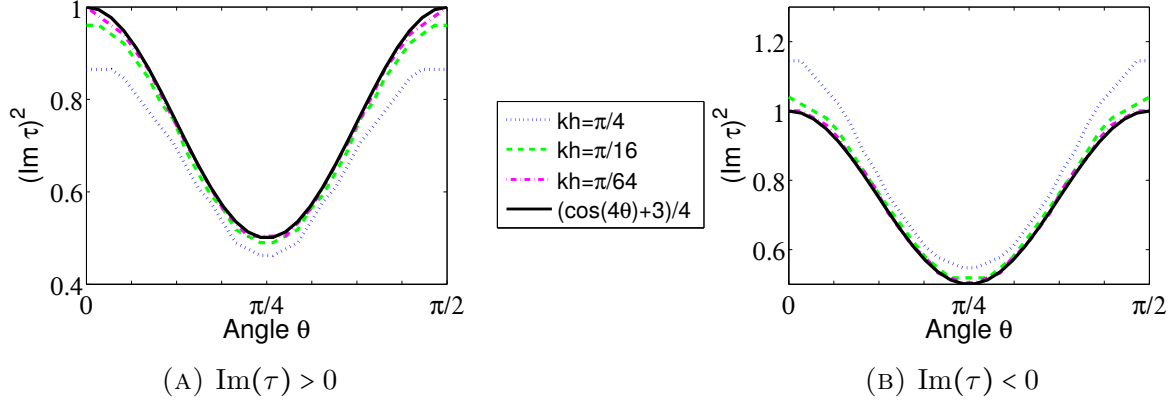 1
0.8
0.6
0.4
(Im τ)²
0
π/4
π/2
Angle θ
(A) Im(τ) > 0
kh=π/4
kh=π/16
kh=π/64
(cos(4θ)+3)/4
1.2
1
0.8
0.6
(Im τ)²
0
π/4
π/2
Angle θ
(B) Im(τ) < 0